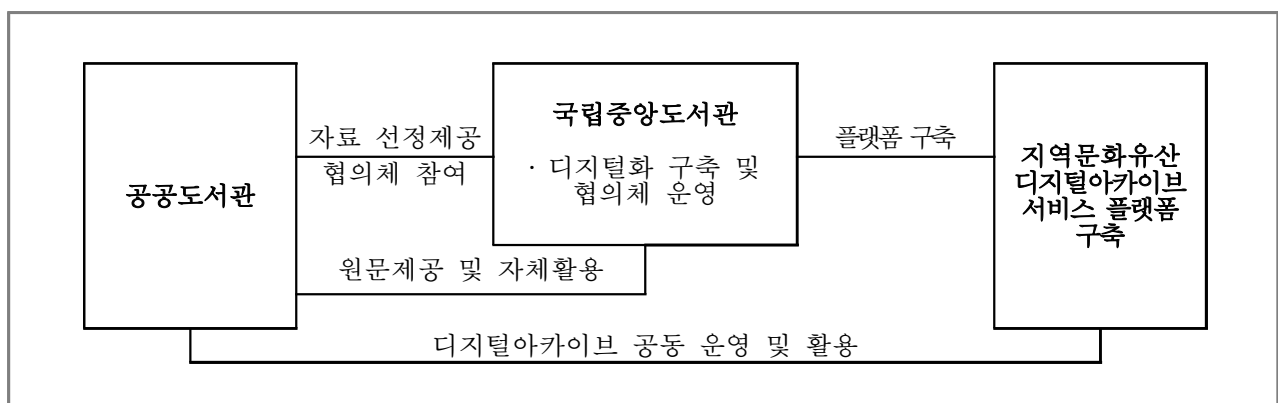 공공도서관
자료 선정제공
협의체 참여
국립중앙도서관
· 디지털화 구축 및
협의체 운영
플랫폼 구축
지역문화유산
디지털아카이브
서비스 플랫폼
구축
원문제공 및 자체활용
디지털아카이브 공동 운영 및 활용